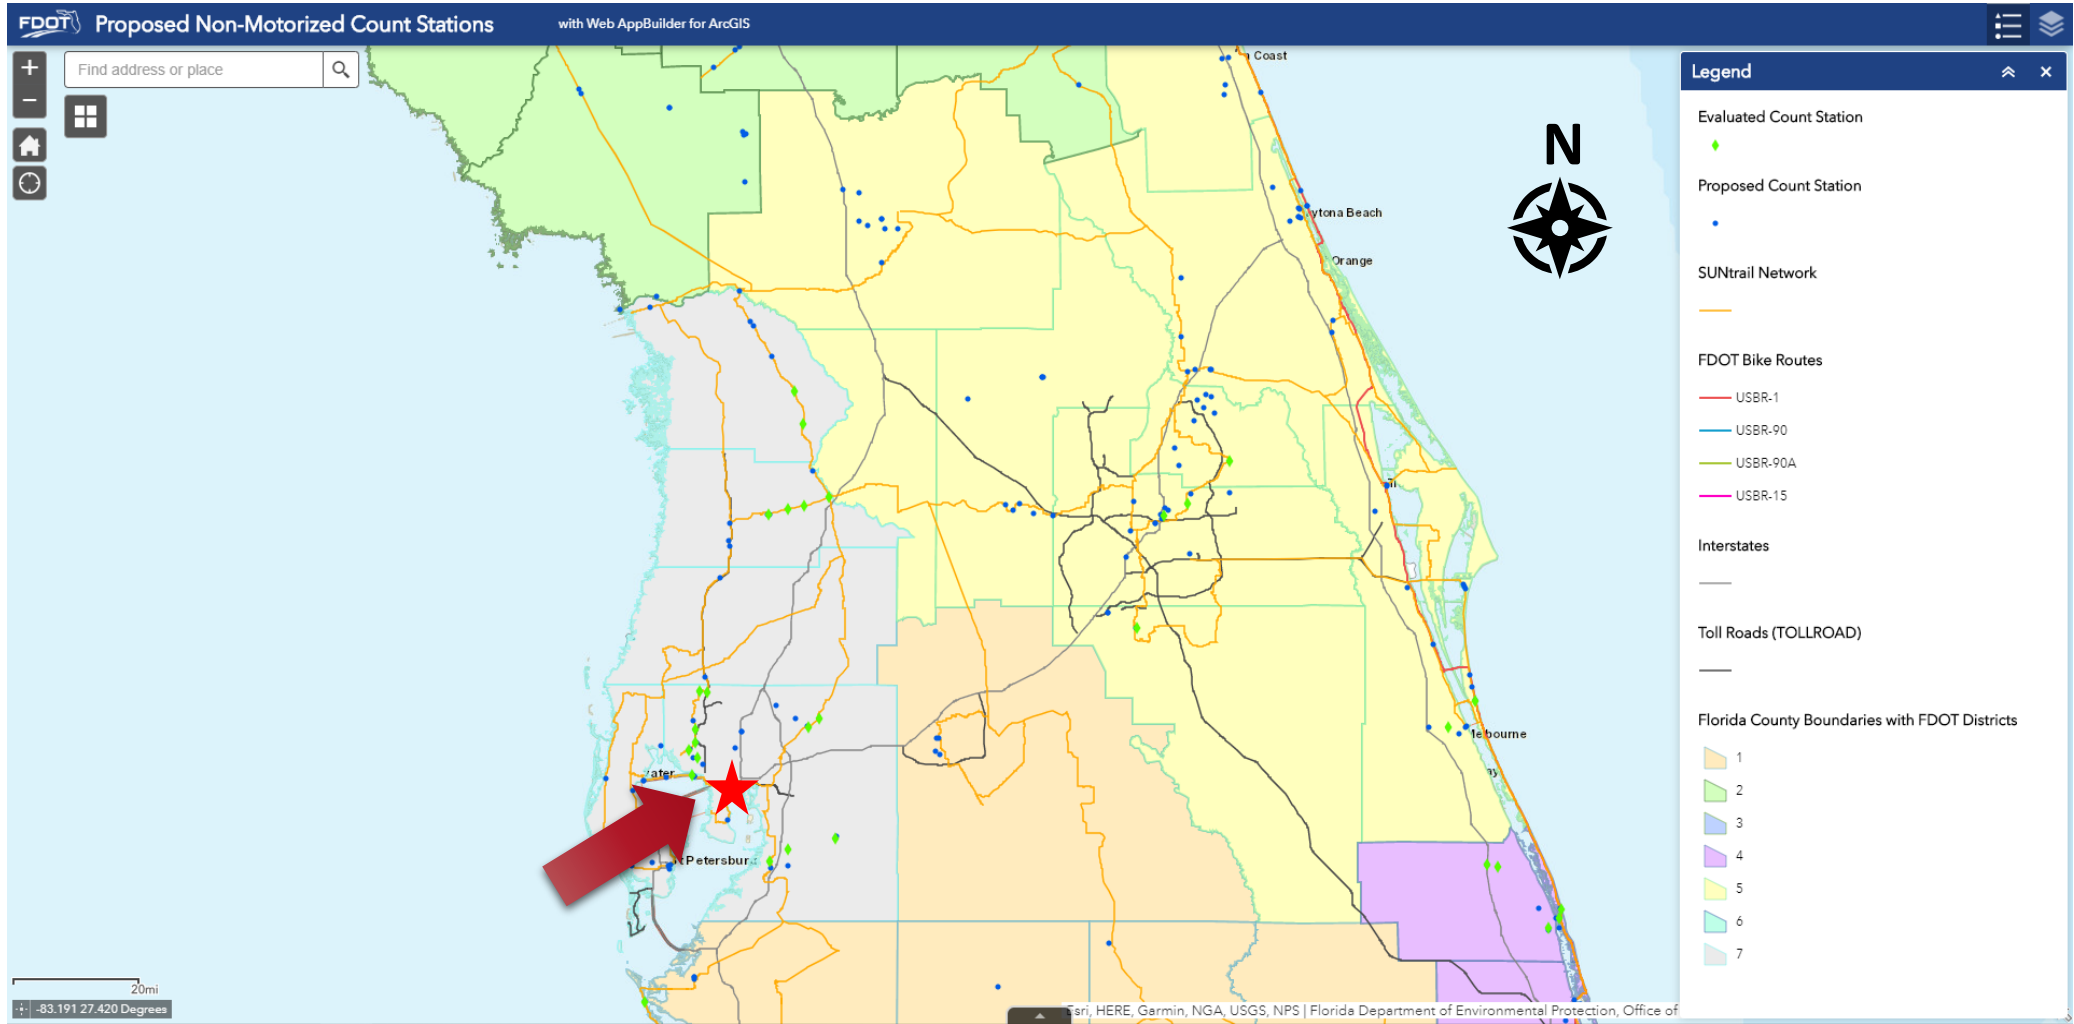 FDOT Proposed Non-Motorized Count Stations with Web AppBuilder for ArcGIS
+
Find address or place
−
N
Coast
ytona Beach
Orange
Melbourne
ay
ater
Petersbur
20mi
-83.191 27.420 Degrees
Esri, HERE, Garmin, NGA, USGS, NPS | Florida Department of Environmental Protection, Office of
Legend
Evaluated Count Station
Proposed Count Station
SUNtrail Network
FDOT Bike Routes
USBR-1
USBR-90
USBR-90A
USBR-15
Interstates
Toll Roads (TOLLROAD)
Florida County Boundaries with FDOT Districts
1
2
3
4
5
6
7